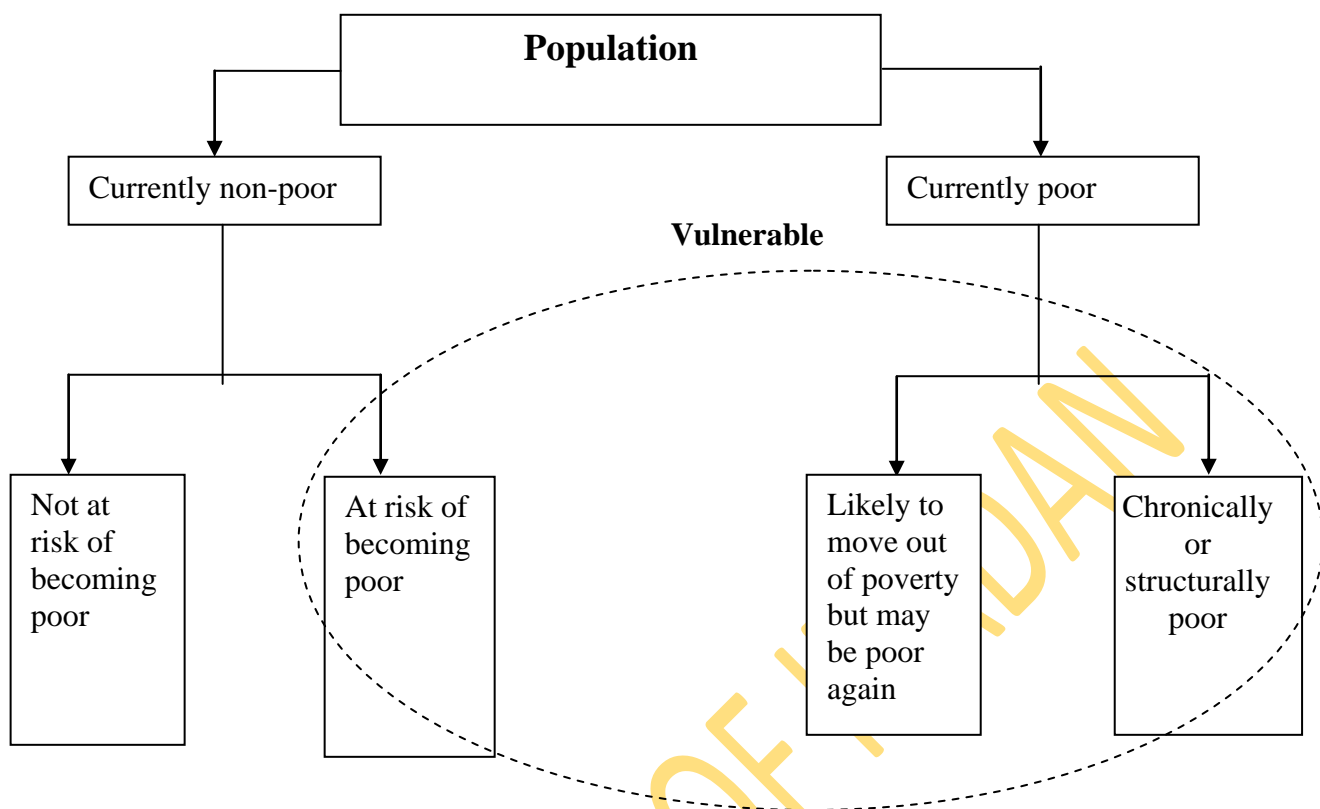 Population
Currently non-poor
Currently poor
Vulnerable
Not at
risk of
becoming
poor
At risk of
becoming
poor
Likely to
move out
of poverty
but may
be poor
again
Chronically
or
structurally
poor
OF